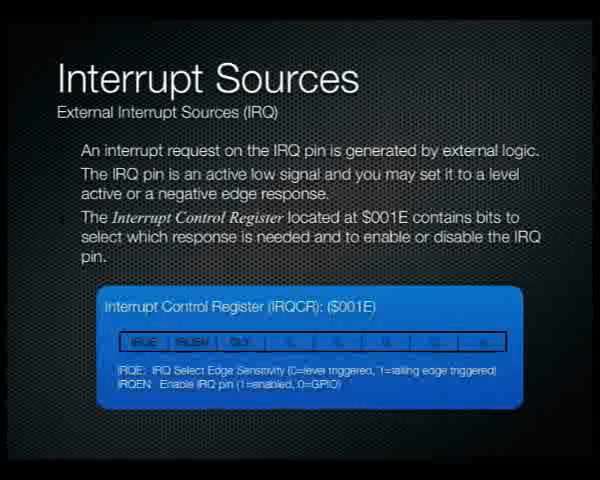 Interrupt Sources
External Interrupt Sources (IRQ)
An interrupt request on the IRQ pin is generated by external logic.
The IRQ pin is an active low signal and you may set it to a level
active or a negative edge response.
The Interrupt Control Register located at $001E contains bits to
select which response is needed and to enable or disable the IRQ
pin.
Interrupt Control Register (IRQCR): ($001E)
IRQE IRQEN DLY
IRQE: IRQ Select Edge Sensitivity (0=level triggered, 1=falling edge triggered)
IRQEN: Enable IRQ pin (1=enabled, 0=GPIO)